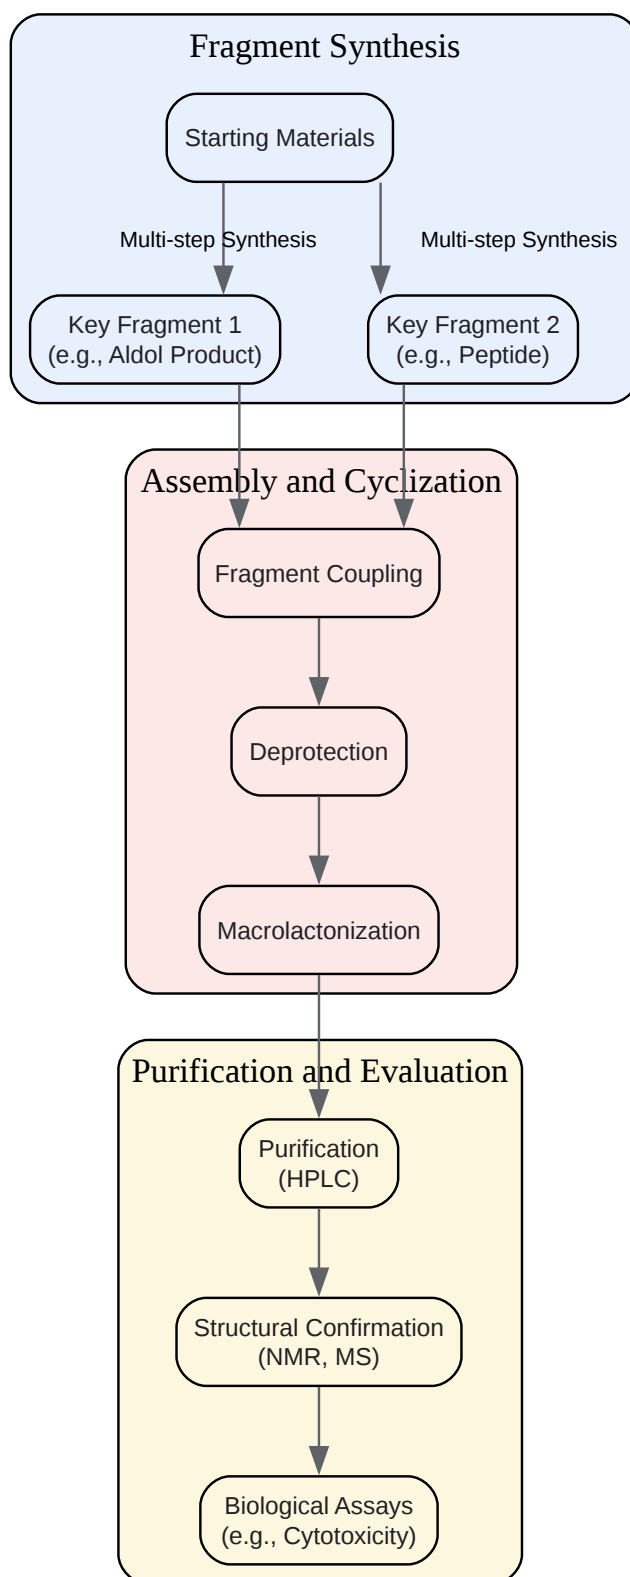 Fragment Synthesis
Starting Materials
Multi-step Synthesis
Multi-step Synthesis
Key Fragment 1
(e.g., Aldol Product)
Key Fragment 2
(e.g., Peptide)
Assembly and Cyclization
Fragment Coupling
Deprotection
Macrolactonization
Purification and Evaluation
Purification
(HPLC)
Structural Confirmation
(NMR, MS)
Biological Assays
(e.g., Cytotoxicity)